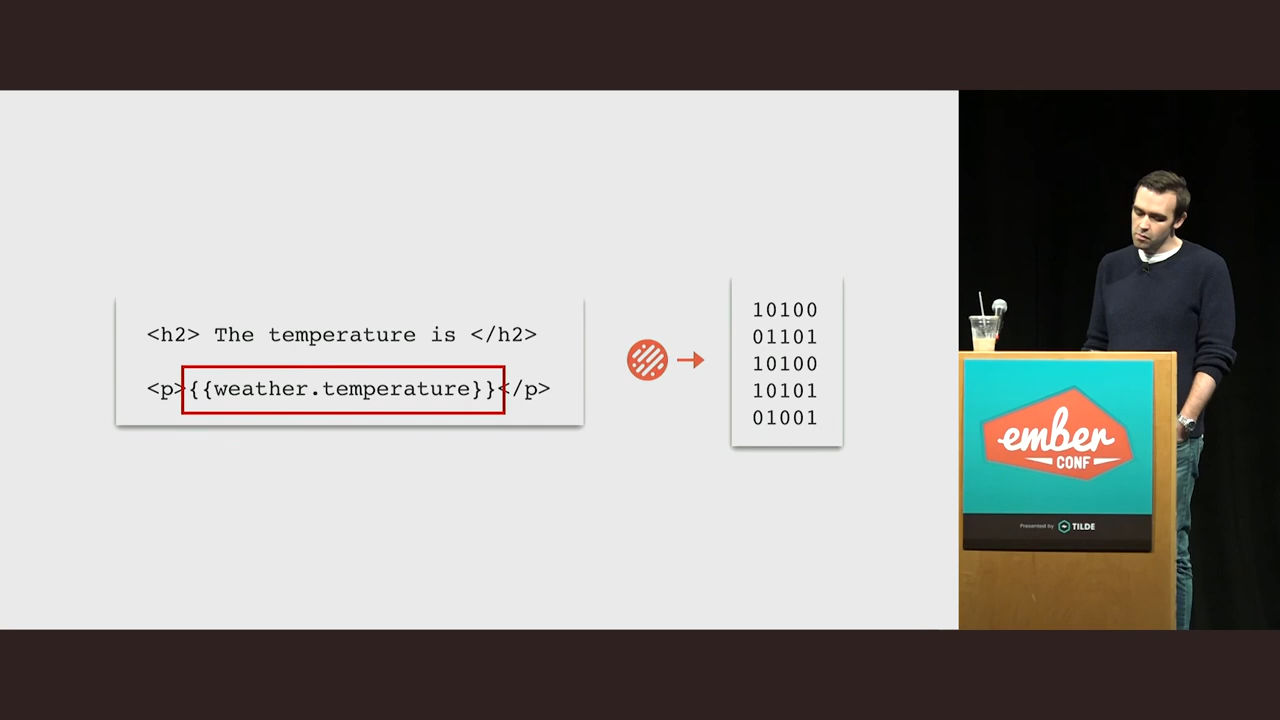 <h2> The temperature is </h2>
<p>{{weather.temperature}}</p>
10100
01101
10100
10101
01001
ember
CONF
Presented by TILDE